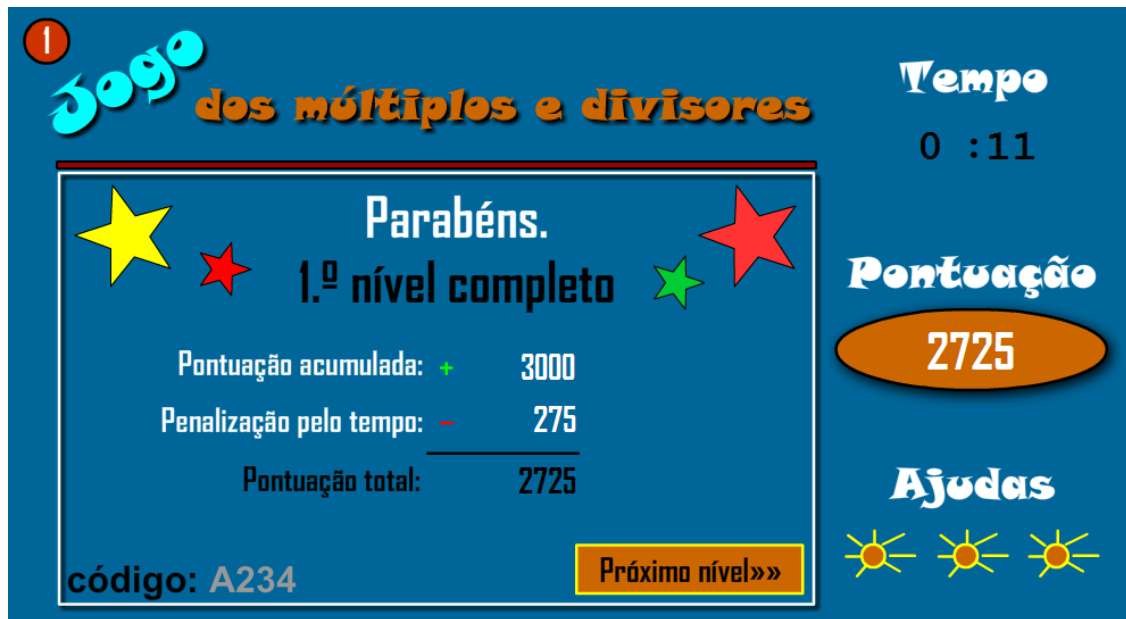 1
Jogo
dos múltiplos e divisores
Tempo
0 :11
Parabéns.
1.º nível completo
Pontuação
2725
Pontuação acumulada: + 3000
Penalização pelo tempo: - 275
Pontuação total: 2725
Ajudas
código: A234
Próximo nível»»